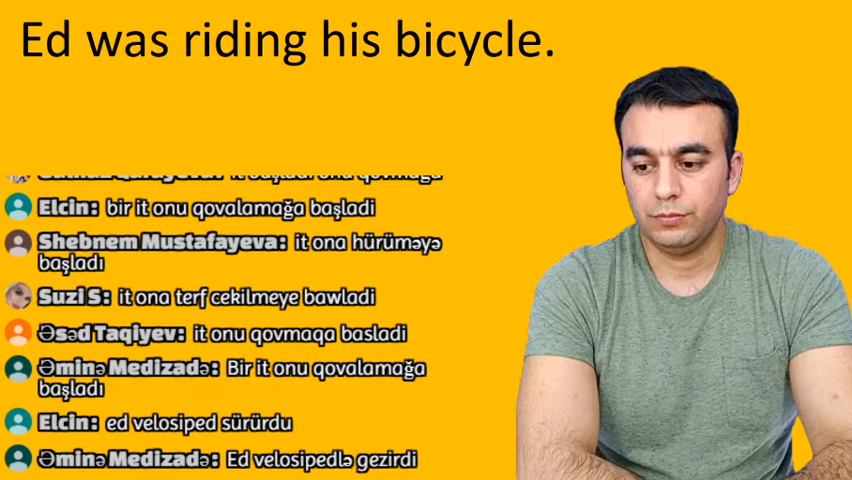 Ed was riding his bicycle.
Elcin: bir it onu qovalamağa başladi
Shebnem Mustafayeva: it ona hürüməyə
başladı
Suzi S: it ona terf cekilmeye bawladi
Əsəd Taqiyev: it onu qovmaqa basladi
Əminə Medizadə: Bir it onu qovalamağa
başladı
Elcin: ed velosiped sürürdu
Əminə Medizadə: Ed velosipedlə gezirdi